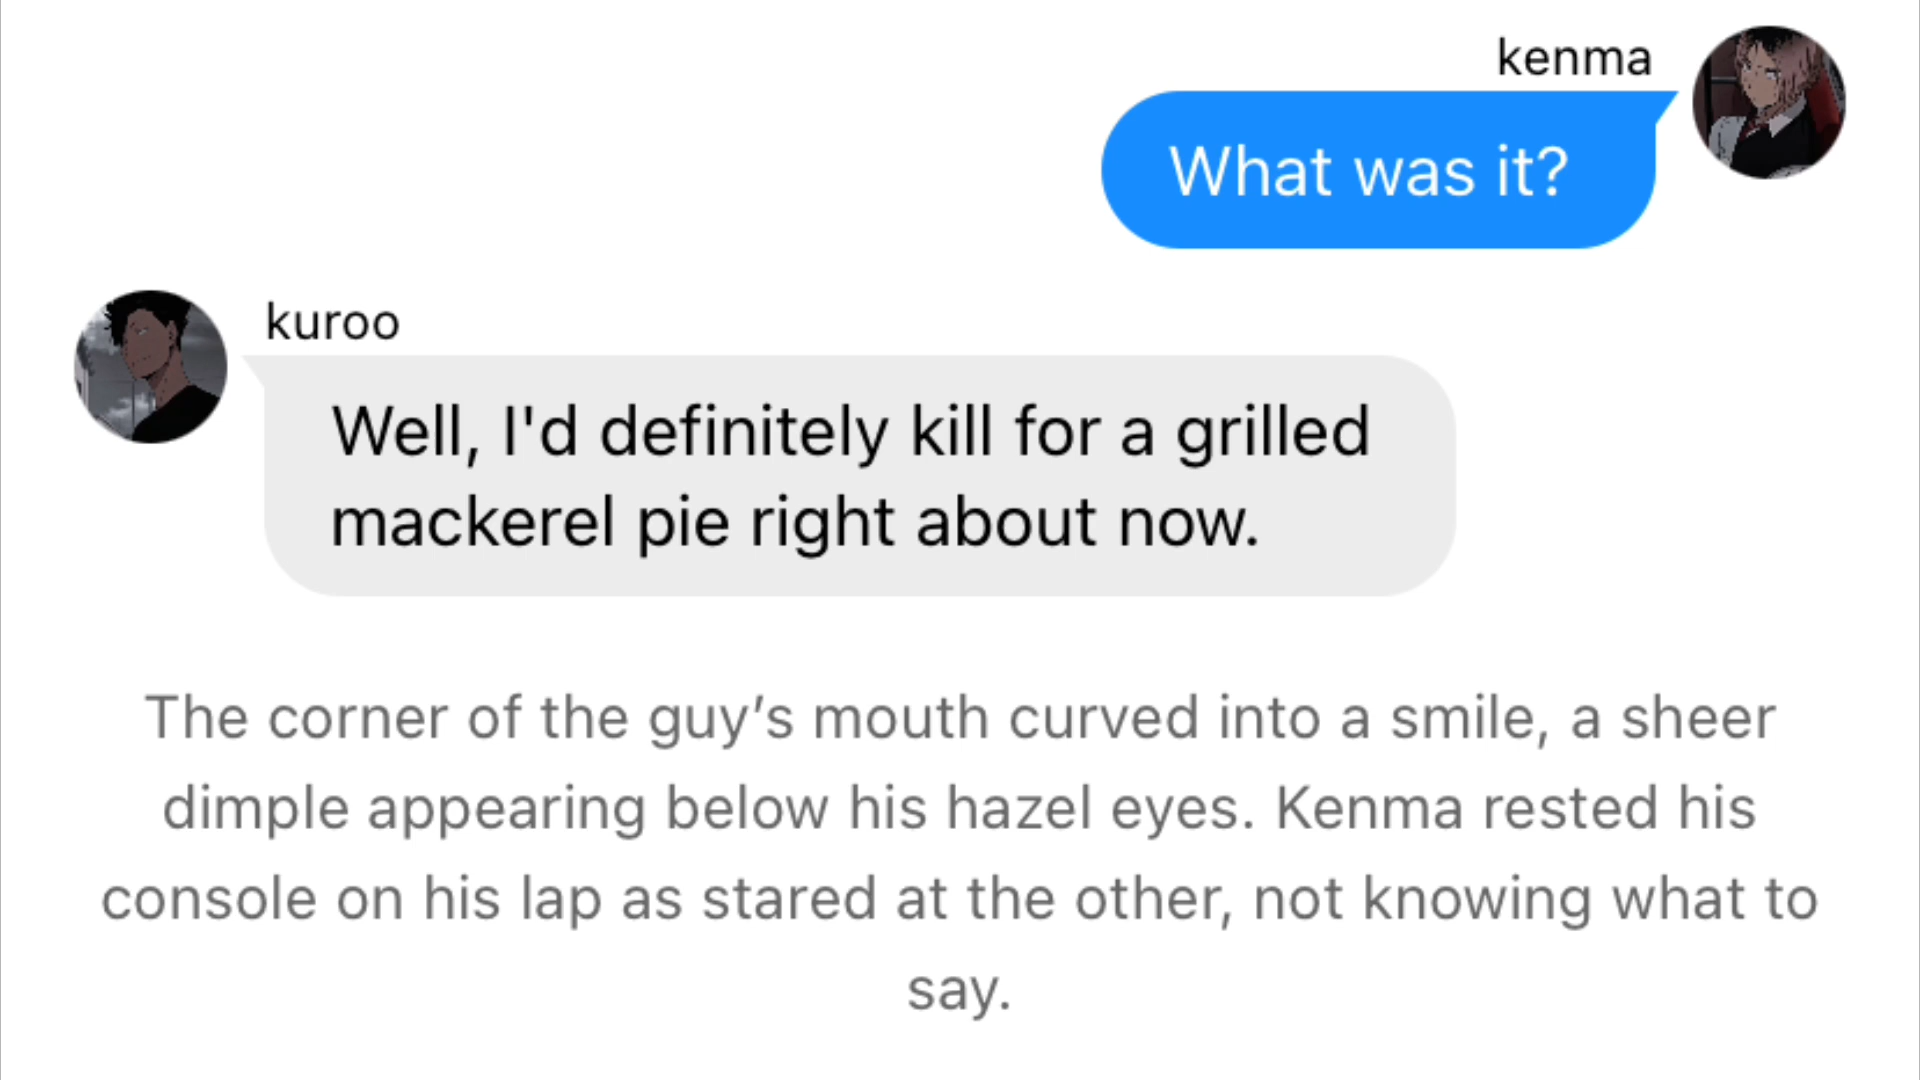 kenma
What was it?
kuroo
Well, I'd definitely kill for a grilled
mackerel pie right about now.
The corner of the guy’s mouth curved into a smile, a sheer
dimple appearing below his hazel eyes. Kenma rested his
console on his lap as stared at the other, not knowing what to
say.